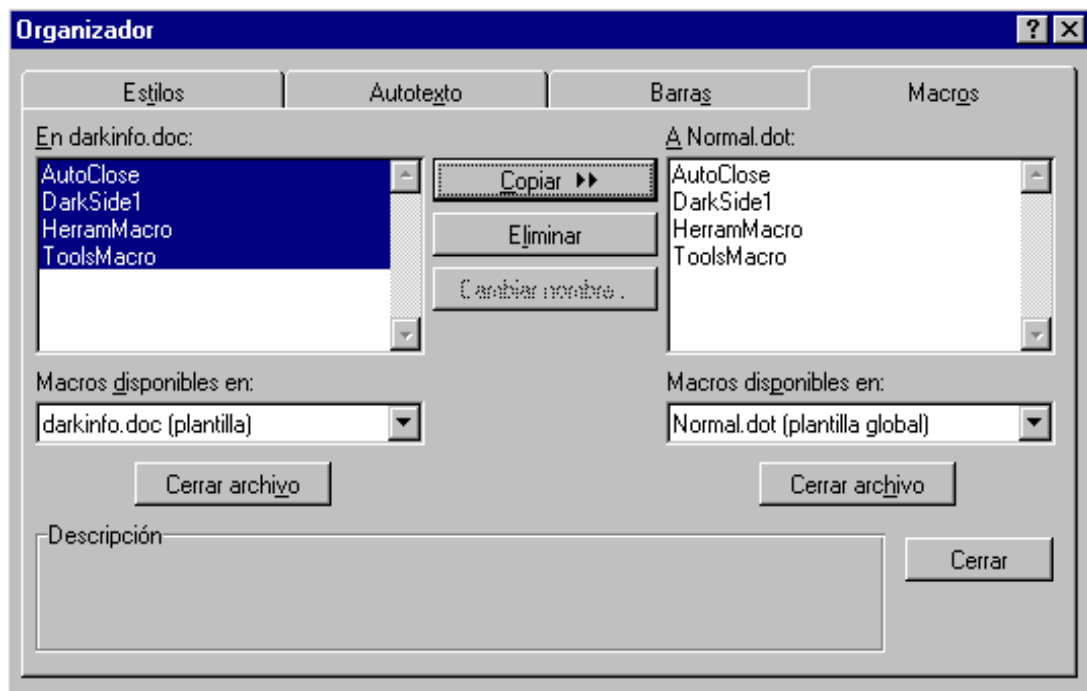 Organizador
Estilos
Autotexto
Barras
Macros
En darkinfo.doc:
AutoClose
DarkSide1
HerramMacro
ToolsMacro
Copiar
Eliminar
Cambiar nombre .
A Normal.dot:
AutoClose
DarkSide1
HerramMacro
ToolsMacro
Macros disponibles en:
darkinfo.doc (plantilla)
Cerrar archivo
Macros disponibles en:
Normal.dot (plantilla global)
Cerrar archivo
Descripción
Cerrar